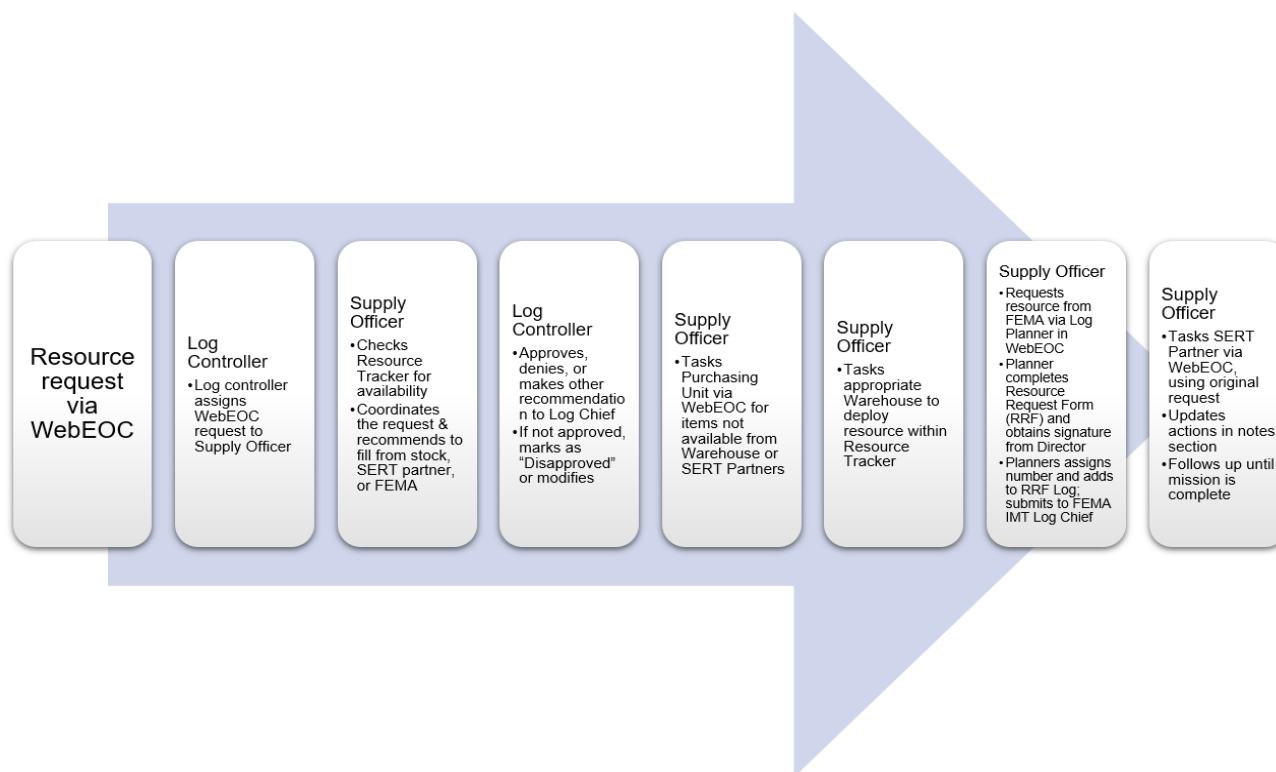 Resource
request
via
WebEOC
Log
Controller
•Log controller
assigns
WebEOC
request to
Supply Officer
Supply
Officer
•Checks
Resource
Tracker for
availability
•Coordinates
the request &
recommends to
fill from stock,
SERT partner,
or FEMA
Log
Controller
•Approves,
denies, or
makes other
recommendatio
n to Log Chief
•If not approved,
marks as
“Disapproved”
or modifies
Supply
Officer
•Tasks
Purchasing
Unit via
WebEOC for
items not
available from
Warehouse or
SERT Partners
Supply
Officer
•Tasks
appropriate
Warehouse to
deploy
resource within
Resource
Tracker
Supply Officer
•Requests
resource from
FEMA via Log
Planner in
WebEOC
•Planner
completes
Resource
Request Form
(RRF) and
obtains signature
from Director
•Planners assigns
number and adds
to RRF Log;
submits to FEMA
IMT Log Chief
Supply
Officer
•Tasks SERT
Partner via
WebEOC,
using original
request
•Updates
actions in notes
section
•Follows up until
mission is
complete